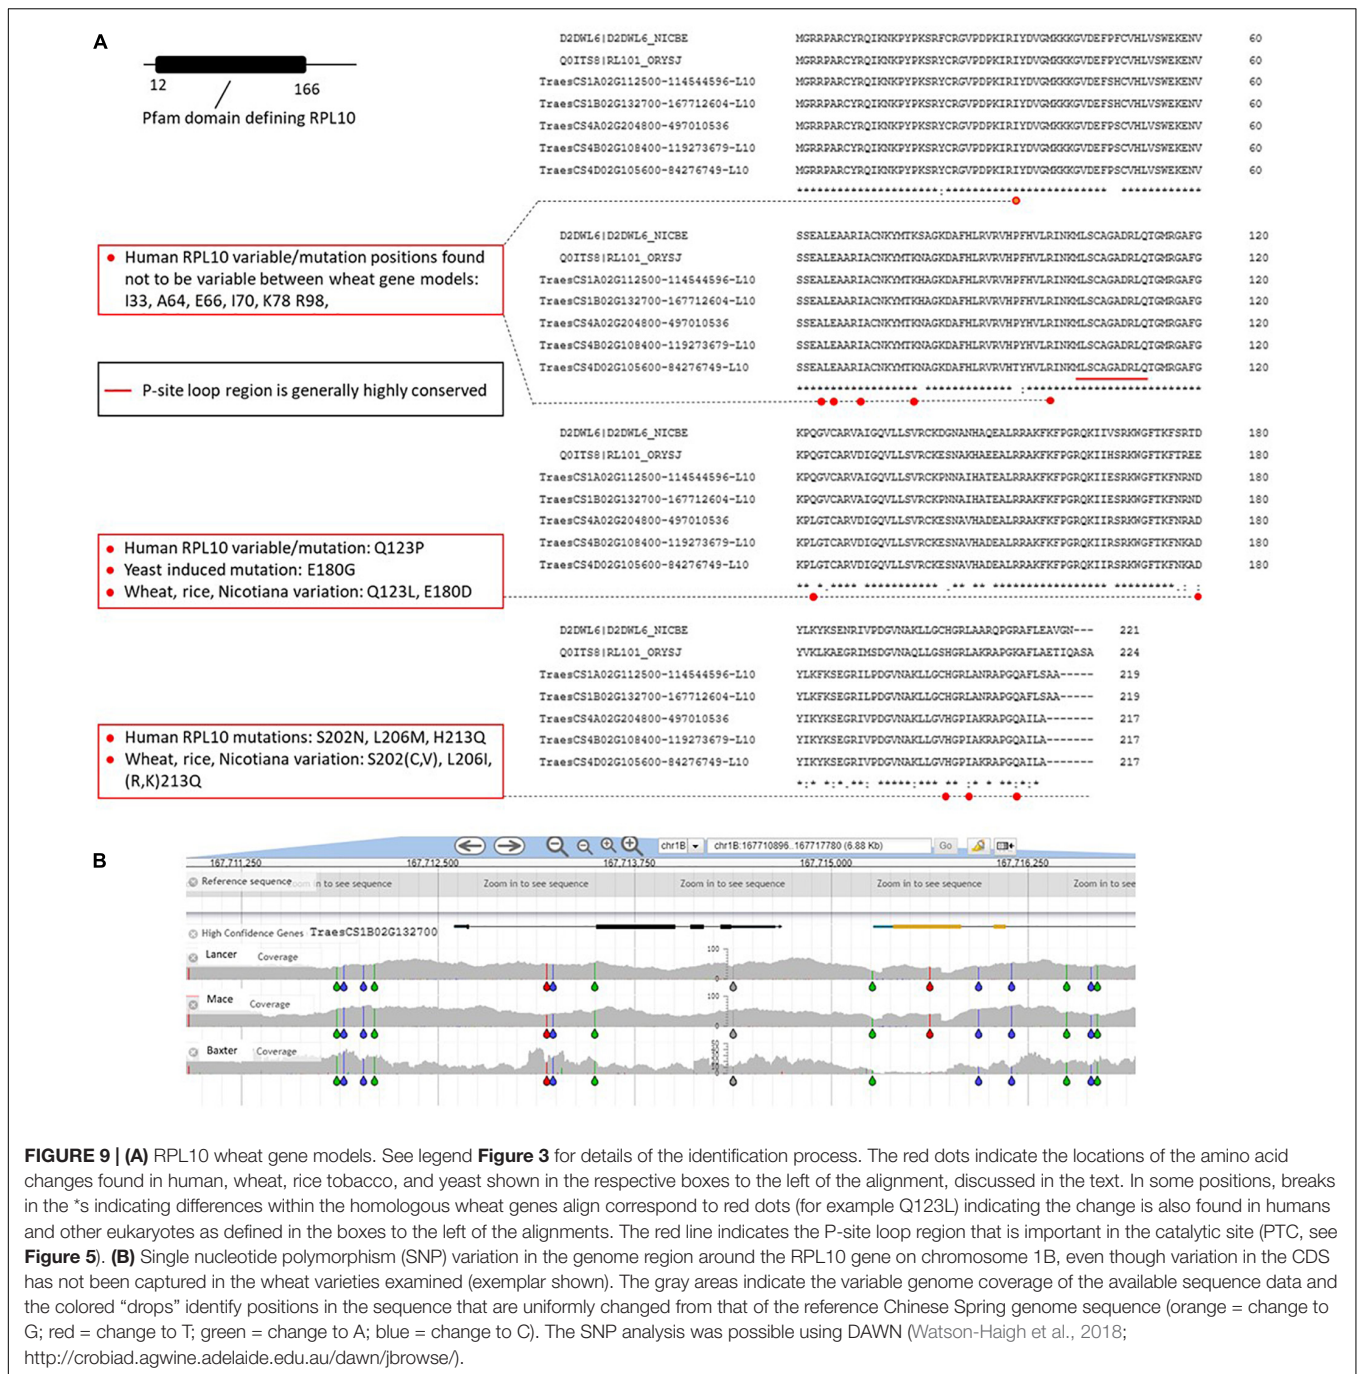 A
12
166
Pfam domain defining RPL10
D2DWL6|D2DWL6_NICBE MGRRPARCYRQIKNKPYPKSRFCRGVPDPKIRIYDVGMKKKGVDEFPFCVHLVSWEKENV 60
Q0ITS8|RL101_ORYSJ MGRRPARCYRQIKNKPYPKSRYCRGVPDPKIRIYDVGMKKKGVDEFPYCVHLVSWEKENV 60
TraesCS1A02G112500-114544596-L10 MGRRPARCYRQIKNKPYPKSRYCRGVPDPKIRIYDVGMKKKGVDEFSHCVHLVSWEKENV 60
TraesCS1B02G132700-167712604-L10 MGRRPARCYRQIKNKPYPKSRYCRGVPDPKIRIYDVGMKKKGVDEFSHCVHLVSWEKENV 60
TraesCS4A02G204800-497010536 MGRRPARCYRQIKNKPYPKSRYCRGVPDPKIRIYDVGMKKKGVDEFPSCVHLVSWEKENV 60
TraesCS4B02G108400-119273679-L10 MGRRPARCYRQIKNKPYPKSRYCRGVPDPKIRIYDVGMKKKGVDEFPSCVHLVSWEKENV 60
TraesCS4D02G105600-84276749-L10 MGRRPARCYRQIKNKPYPKSRYCRGVPDPKIRIYDVGMKKKGVDEFPSCVHLVSWEKENV 60
*********************:************************ ************
Human RPL10 variable/mutation positions found
not to be variable between wheat gene models:
I33, A64, E66, I70, K78 R98,
P-site loop region is generally highly conserved
D2DWL6|D2DWL6_NICBE SSEALEAARIACNKYMTKSAGKDAFHLRVRVHPFHVLRINKMLSCAGADRLQTGMRGAFG 120
Q0ITS8|RL101_ORYSJ SSEALEAARIACNKYMTKSAGKDAFHLRVRVHPYHVLRINKMLSCAGADRLQTGMRGAFG 120
TraesCS1A02G112500-114544596-L10 SSEALEAARIACNKYMTKHAGKDAFHLRVRVHPYHVLRINKMLSCAGADRLQTGMRGAFG 120
TraesCS1B02G132700-167712604-L10 SSEALEAARIACNKYMTKHAGKDAFHLRVRVHPYHVLRINKMLSCAGADRLQTGMRGAFG 120
TraesCS4A02G204800-497010536 SSEALEAARIACNKYMTKNAGKDAFHLRVRVHPYHVLRINKMLSCAGADRLQTGMRGAFG 120
TraesCS4B02G108400-119273679-L10 SSEALEAARIACNKYMTKNAGKDAFHLRVRVHPYHVLRINKMLSCAGADRLQTGMRGAFG 120
TraesCS4D02G105600-84276749-L10 SSEALEAARIACNKYMTKNAGKDAFHLRVRVHTYHVLRINKMLSCAGADRLQTGMRGAFG 120
****************** ************* :**************************
Human RPL10 variable/mutation: Q123P
Yeast induced mutation: E180G
Wheat, rice, Nicotiana variation: Q123L, E180D
D2DWL6|D2DWL6_NICBE KPQGVCARVAIGQVLLSVRCKDGNANHAQEALRRAKFKFPGRQKIIVSRKWGFTKFSRTD 180
Q0ITS8|RL101_ORYSJ KPQGTCARVDIGQVLLSVRCKESNAKHAEEALRRAKFKFPGRQKIIHSRKWGFTKFTREE 180
TraesCS1A02G112500-114544596-L10 KPQGVCARVAIGQVLLSVRCKPNNAIHATEALRRAKFKFPGRQKIIESRKWGFTKFNRND 180
TraesCS1B02G132700-167712604-L10 KPQGVCARVAIGQVLLSVRCKPNNAIHATEALRRAKFKFPGRQKIIESRKWGFTKFNRND 180
TraesCS4A02G204800-497010536 KPLGTCARVDIGQVLLSVRCKESNAVHADEALRRAKFKFPGRQKIIRSRKWGFTKFNRAD 180
TraesCS4B02G108400-119273679-L10 KPLGTCARVDIGQVLLSVRCKESNAVHADEALRRAKFKFPGRQKIIRSRKWGFTKFNKAD 180
TraesCS4D02G105600-84276749-L10 KPLGTCARVDIGQVLLSVRCKESNAVHADEALRRAKFKFPGRQKIIRSRKWGFTKFNKAD 180
** *.**** *********** .** ** ***************** *********.: :
Human RPL10 mutations: S202N, L206M, H213Q
Wheat, rice, Nicotiana variation: S202(C,V), L206I,
(R,K)213Q
D2DWL6|D2DWL6_NICBE YLKYKSENRIVPDGVNAKLLGCHGRLAARQPGRAFLEAVGN--- 221
Q0ITS8|RL101_ORYSJ YVKLKAEGRIMSDGVNAQLLGSHGRLAKRAPGKAFLAETIQASA 224
TraesCS1A02G112500-114544596-L10 YLKFKSEGRILPDGVNAKLLGCHGRLANRAPGQAFLSAA----- 219
TraesCS1B02G132700-167712604-L10 YLKFKSEGRILPDGVNAKLLGCHGRLANRAPGQAFLSAA----- 219
TraesCS4A02G204800-497010536 YIKYKSEGRIVPDGVNAKLLGVHGPIAKRAPGQAILA------- 217
TraesCS4B02G108400-119273679-L10 YIKYKSEGRIVPDGVNAKLLGVHGPIAKRAPGQAILA------- 217
TraesCS4D02G105600-84276749-L10 YIKYKSEGRIVPDGVNAKLLGVHGPIAKRAPGQAILA------- 217
B
chr1B chr1B:167710896..167717780 (6.88 Kb) Go
167,711,250 167,712,500 167,713,750 167,715,000 167,716,250
Reference sequence Zoom in to see sequence Zoom in to see sequence Zoom in to see sequence Zoom in to see sequence Zoom in to see
High Confidence Genes TraesCS1B02G132700
Lancer Coverage 100 0
Mace Coverage 100 0
Baxter Coverage
FIGURE 9 | (A) RPL10 wheat gene models. See legend Figure 3 for details of the identification process. The red dots indicate the locations of the amino acid
changes found in human, wheat, rice tobacco, and yeast shown in the respective boxes to the left of the alignment, discussed in the text. In some positions, breaks
in the *s indicating differences within the homologous wheat genes align correspond to red dots (for example Q123L) indicating the change is also found in humans
and other eukaryotes as defined in the boxes to the left of the alignments. The red line indicates the P-site loop region that is important in the catalytic site (PTC, see
Figure 5). (B) Single nucleotide polymorphism (SNP) variation in the genome region around the RPL10 gene on chromosome 1B, even though variation in the CDS
has not been captured in the wheat varieties examined (exemplar shown). The gray areas indicate the variable genome coverage of the available sequence data and
the colored “drops” identify positions in the sequence that are uniformly changed from that of the reference Chinese Spring genome sequence (orange = change to
G; red = change to T; green = change to A; blue = change to C). The SNP analysis was possible using DAWN (Watson-Haigh et al., 2018;
http://crobiad.agwine.adelaide.edu.au/dawn/jbrowse/).